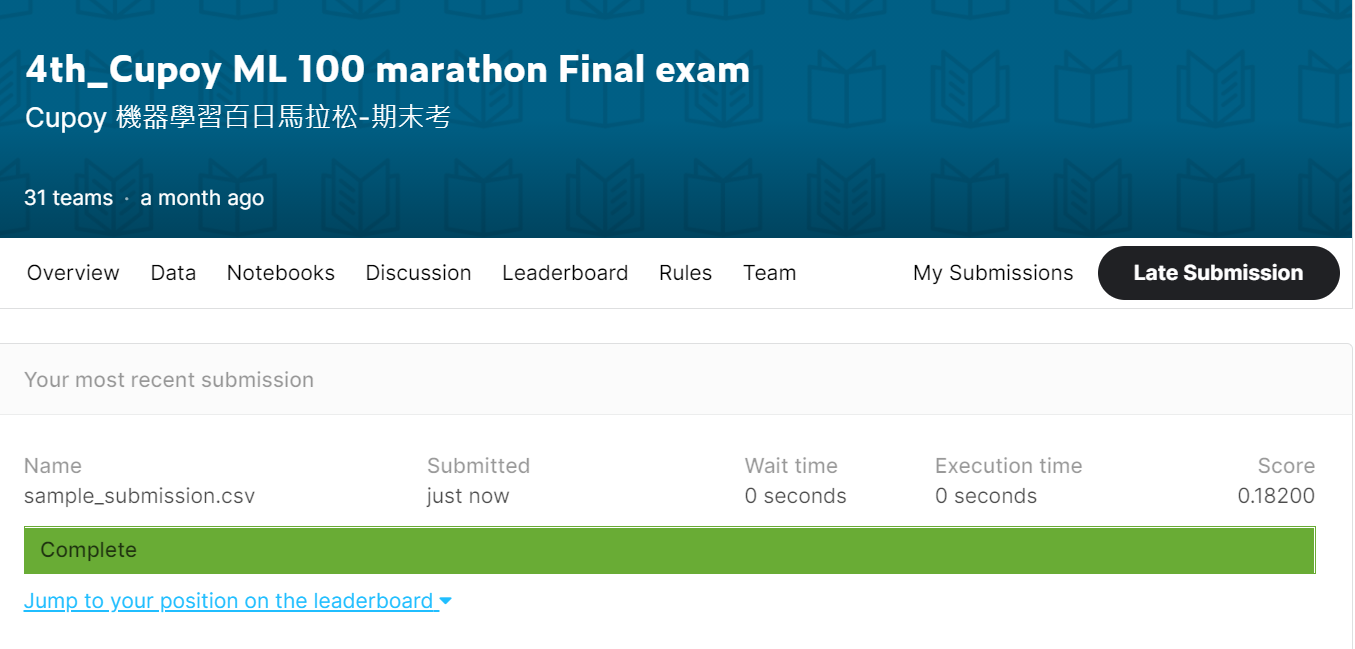 4th_Cupoy ML 100 marathon Final exam
Cupoy 機器學習百日馬拉松-期末考
31 teams · a month ago
Overview Data Notebooks Discussion Leaderboard Rules Team My Submissions Late Submission
Your most recent submission
Name Submitted Wait time Execution time Score
sample_submission.csv just now 0 seconds 0 seconds 0.18200
Complete
Jump to your position on the leaderboard